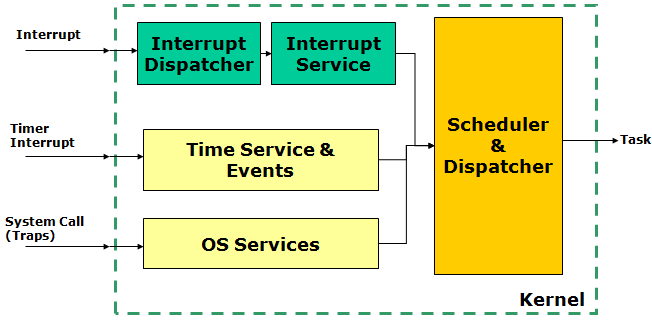 Interrupt
Interrupt
Dispatcher
Interrupt
Service
Timer
Interrupt
Time Service &
Events
System Call
(Traps)
OS Services
Scheduler
&
Dispatcher
Task
Kernel